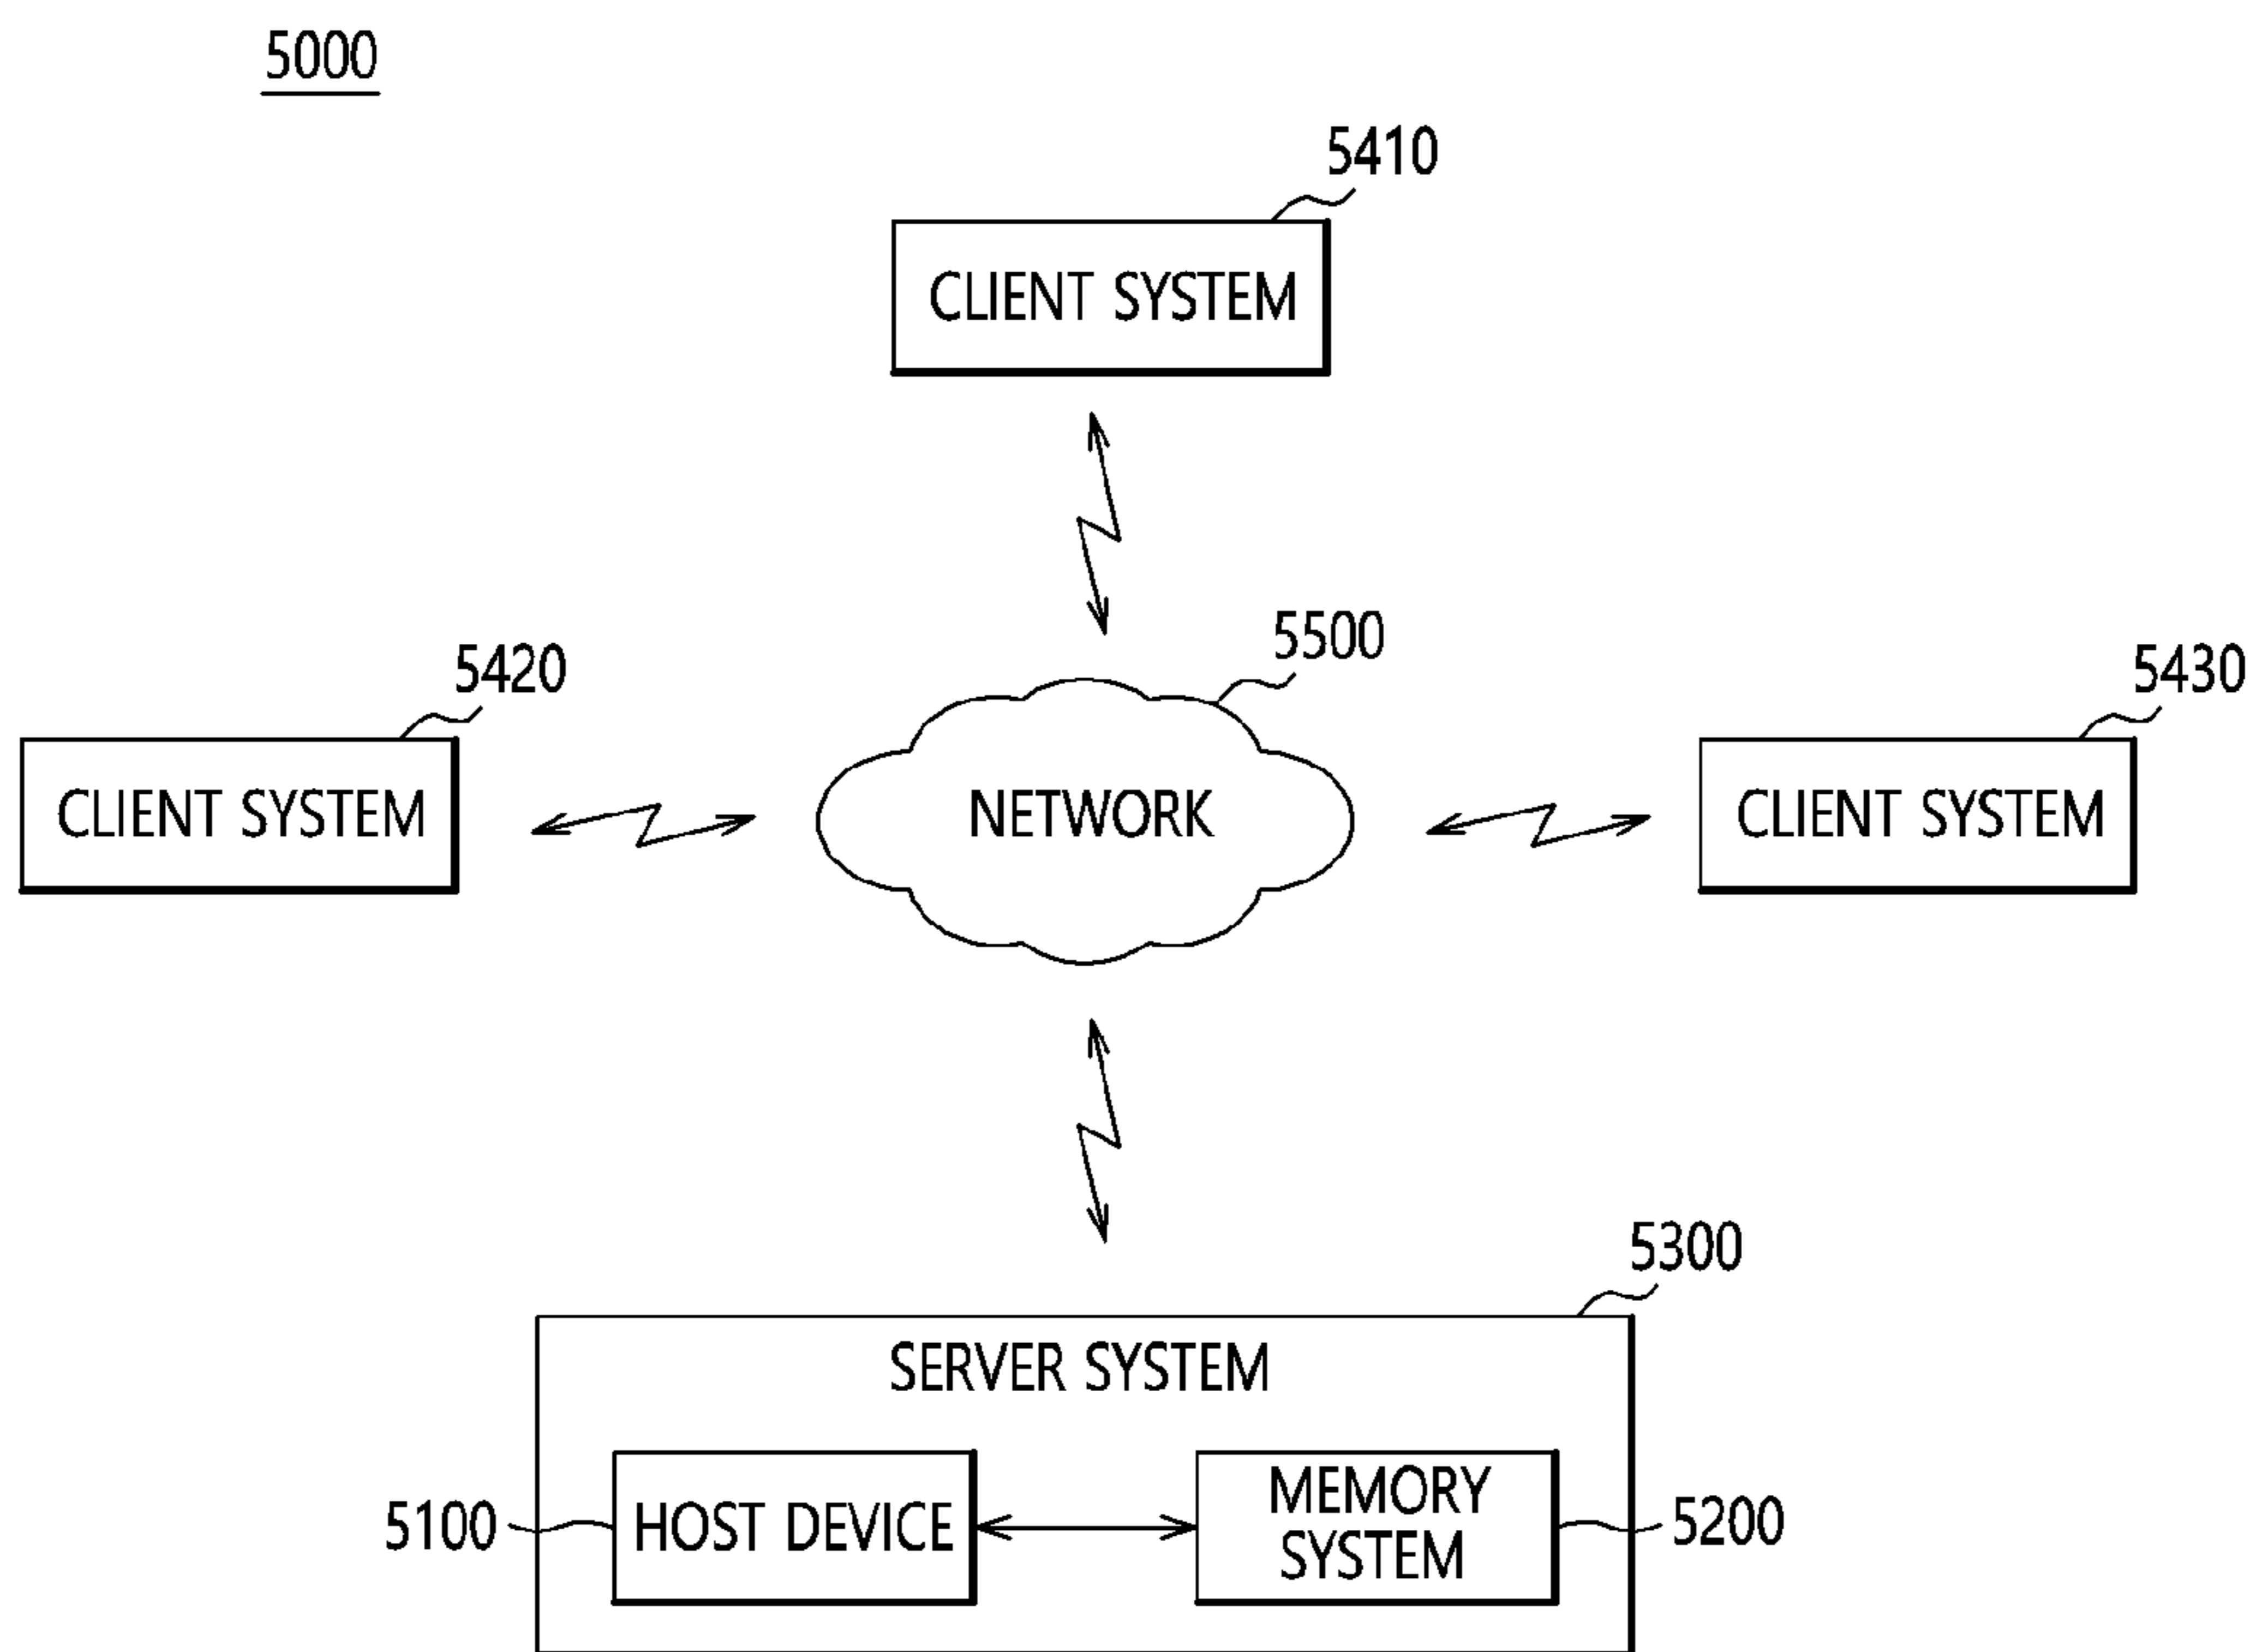 5000
5410
CLIENT SYSTEM
5500
5420
5430
CLIENT SYSTEM
NETWORK
CLIENT SYSTEM
5300
SERVER SYSTEM
5100
HOST DEVICE
MEMORY
SYSTEM
5200